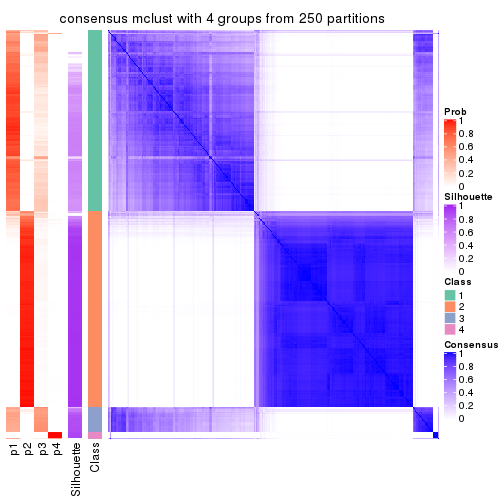 consensus mclust with 4 groups from 250 partitions
Prob
1
0.8
0.6
0.4
0.2
0
Silhouette
1
0.8
0.6
0.4
0.2
0
Class
1
2
3
4
Consensus
1
0.8
0.6
0.4
0.2
0
p1
p2
p3
p4
Silhouette
Class